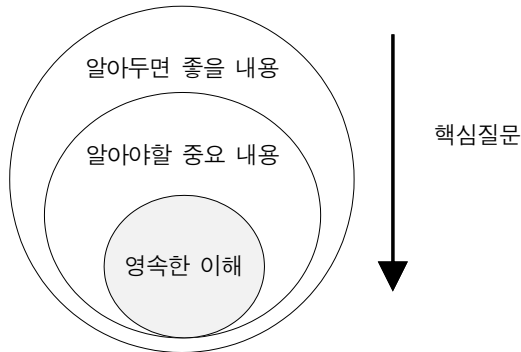 알아두면 좋을 내용
핵심질문
알아야할 중요 내용
영속한 이해